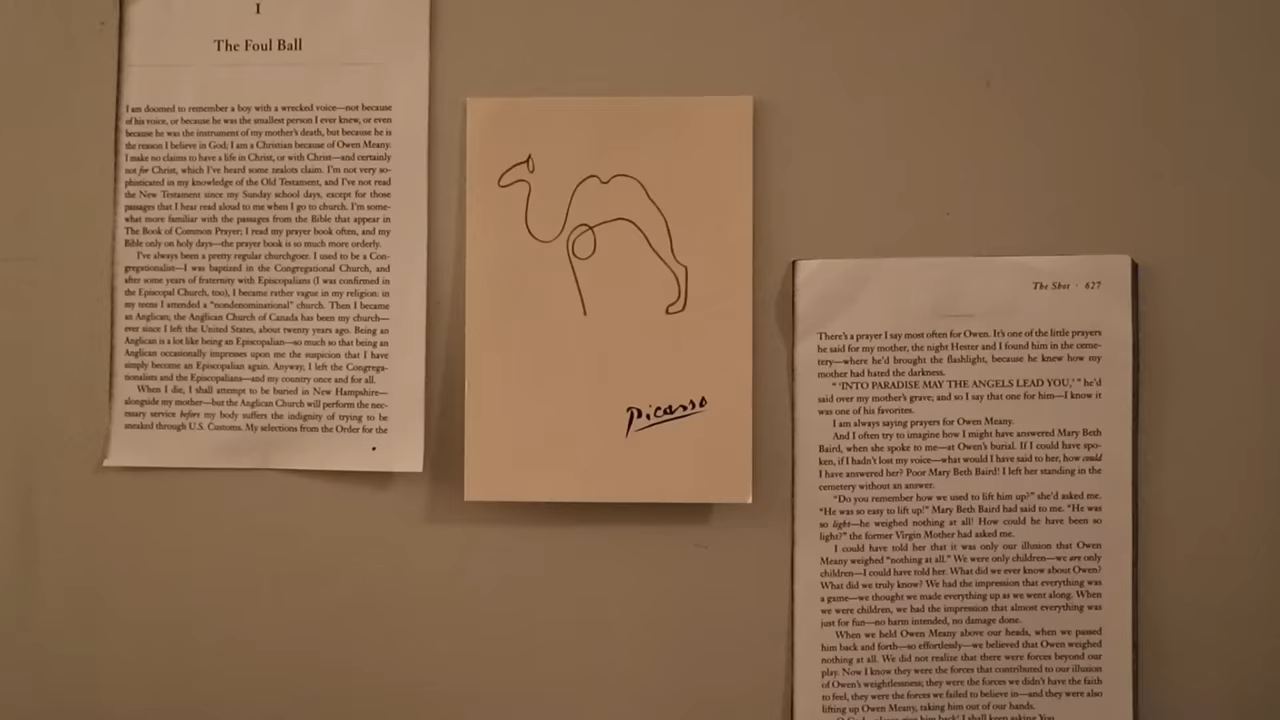 I
The Foul Ball
I am doomed to remember a boy with a wrecked voice—not because
of his voice, or because he was the smallest person I ever knew, or even
because he was the instrument of my mother's death, but because he is
the reason I believe in God; I am a Christian because of Owen Meany.
I make no claims to have a life in Christ, or with Christ—and certainly
not for Christ, which I've heard some zealots claim. I'm not very so-
phisticated in my knowledge of the Old Testament, and I've not read
the New Testament since my Sunday school days, except for those
passages that I hear read aloud to me when I go to church. I'm some-
what more familiar with the passages from the Bible that appear in
The Book of Common Prayer; I read my prayer book often, and my
Bible only on holy days—the prayer book is so much more orderly.
I've always been a pretty regular churchgoer. I used to be a Con-
gregationalist—I was baptized in the Congregational Church, and
after some years of fraternity with Episcopalians (I was confirmed in
the Episcopal Church, too), I became rather vague in my religion: in
my teens I attended a "nondenominational" church. Then I became
an Anglican; the Anglican Church of Canada has been my church—
ever since I left the United States, about twenty years ago. Being an
Anglican is a lot like being an Episcopalian—so much so that being an
Anglican occasionally impresses upon me the suspicion that I have
simply become an Episcopalian again. Anyway, I left the Congrega-
tionalists and the Episcopalians—and my country once and for all.
When I die, I shall attempt to be buried in New Hampshire—
alongside my mother—but the Anglican Church will perform the nec-
essary service before my body suffers the indignity of trying to be
sneaked through U.S. Customs. My selections from the Order for the
Picasso
The Shot · 627
There's a prayer I say most often for Owen. It's one of the little prayers
he said for my mother, the night Hester and I found him in the ceme-
tery—where he'd brought the flashlight, because he knew how my
mother had hated the darkness.
"'INTO PARADISE MAY THE ANGELS LEAD YOU,'" he'd
said over my mother's grave; and so I say that one for him—I know it
was one of his favorites.
I am always saying prayers for Owen Meany.
And I often try to imagine how I might have answered Mary Beth
Baird, when she spoke to me—at Owen's burial. If I could have spo-
ken, if I hadn't lost my voice—what would I have said to her, how could
I have answered her? Poor Mary Beth Baird! I left her standing in the
cemetery without an answer.
"Do you remember how we used to lift him up?" she'd asked me.
"He was so easy to lift up!" Mary Beth Baird had said to me. "He was
so light—he weighed nothing at all! How could he have been so
light?" the former Virgin Mother had asked me.
I could have told her that it was only our illusion that Owen
Meany weighed "nothing at all." We were only children—we are only
children—I could have told her. What did we ever know about Owen?
What did we truly know? We had the impression that everything was
a game—we thought we made everything up as we went along. When
we were children, we had the impression that almost everything was
just for fun—no harm intended, no damage done.
When we held Owen Meany above our heads, when we passed
him back and forth—so effortlessly—we believed that Owen weighed
nothing at all. We did not realize that there were forces beyond our
play. Now I know they were the forces that contributed to our illusion
of Owen's weightlessness; they were the forces we didn't have the faith
to feel, they were the forces we failed to believe in—and they were also
lifting up Owen Meany, taking him out of our hands.
O God—please give him back! I shall keep asking You